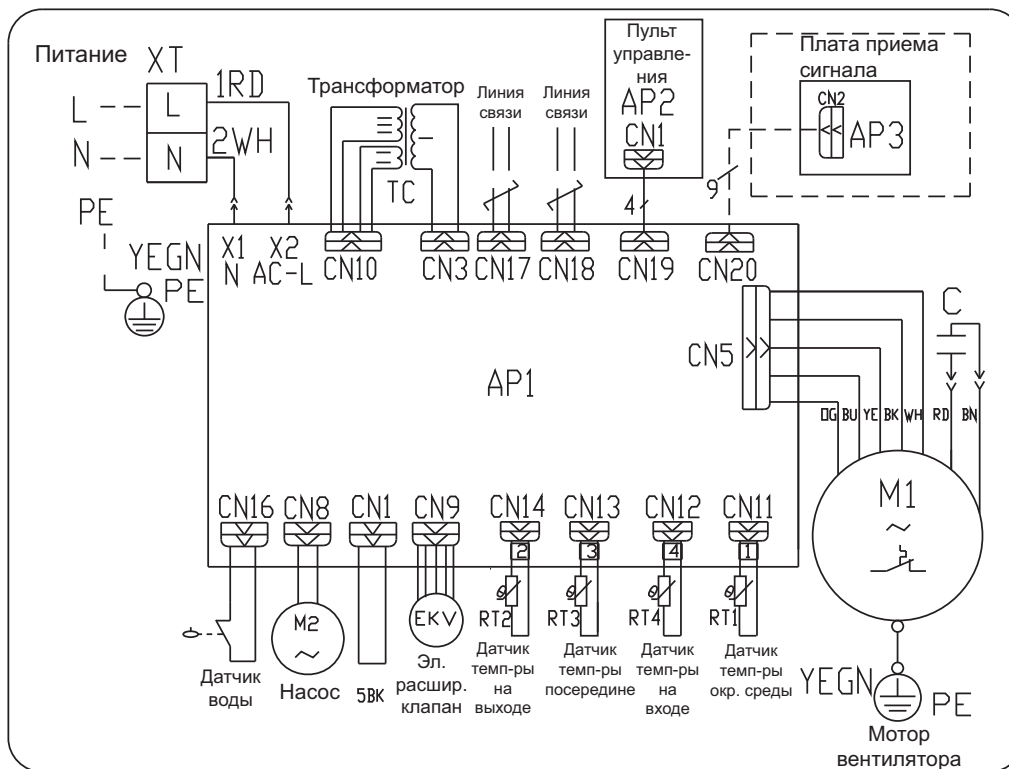 Питание
XT
L
L
N
N
1RD
2WH
PE
YEGN
PE
Трансформатор
TC
Линия
связи
Линия
связи
Пульт
управле-
ния
AP2
CN1
4
9
Плата приема
сигнала
CN2
AP3
X1
N
X2
AC-L
CN10
CN3
CN17
CN18
CN19
CN20
CN5
AP1
C
OG
BU
YE
BK
WH
RD
BN
M1
~
YEGN
PE
Мотор
вентилятора
CN16
CN8
CN1
CN9
CN14
CN13
CN12
CN11
2
3
4
1
RT2
RT3
RT4
RT1
M2
~
EKV
Датчик
воды
Насос
5BK
Эл.
расшир.
клапан
Датчик
темп-ры
на
выходе
Датчик
темп-ры
посередине
Датчик
темп-ры
на
входе
Датчик
темп-ры
окр. среды